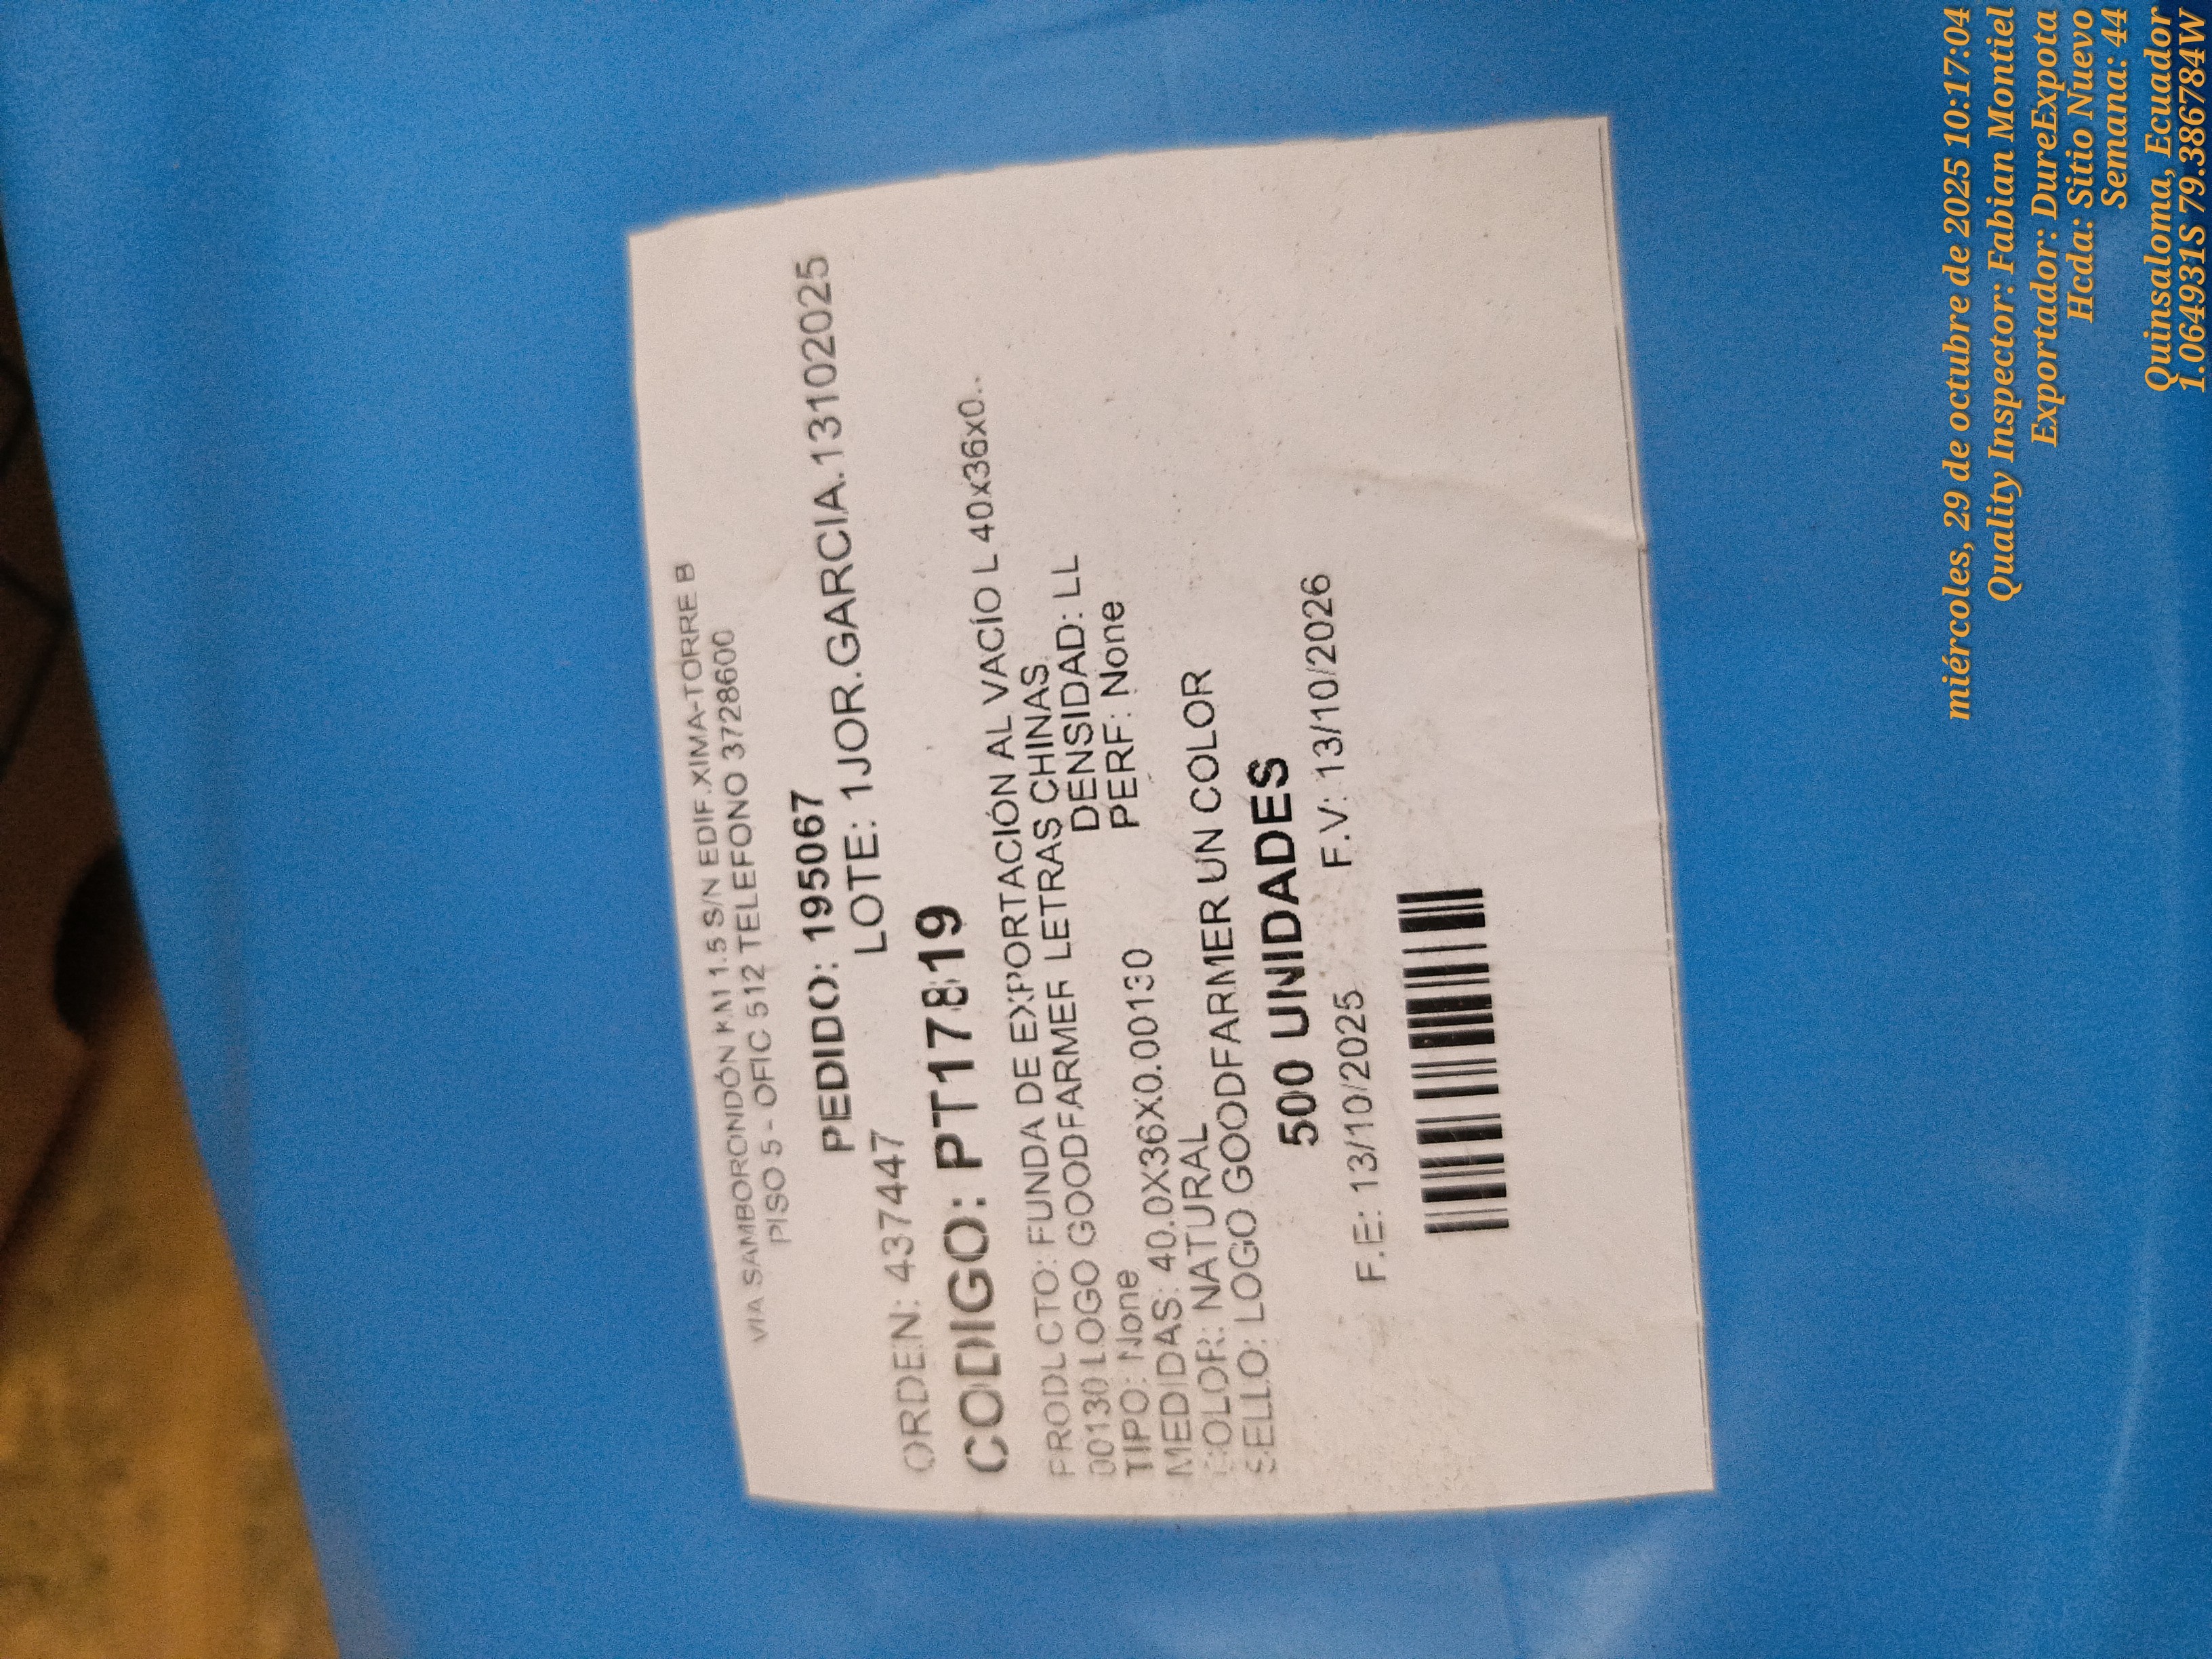 VIA SAMBORONDÓN KM 1.5 S/N EDIF.XIMA-TORRE B
PISO 5 - OFIC 512 TELEFONO 3728600
PEDIDO: 195067
ORDEN: 437447 LOTE: 1JOR.GARCIA.13102025
CODIGO: PT17819
PRODUCTO: FUNDA DE EXPORTACIÓN AL VACÍO L 40x36x0..
00130 LOGO GOODFARMER LETRAS CHINAS
TIPO: None DENSIDAD: LL
MEDIDAS: 40.0X36X0.00130 PERF: None
COLOR: NATURAL
SELLO: LOGO GOODFARMER UN COLOR
500 UNIDADES
F.E: 13/10/2025 F.V: 13/10/2026
miércoles, 29 de octubre de 2025 10:17:04
Quality Inspector: Fabian Montiel
Exportador: DureExpota
Hcda: Sitio Nuevo
Semana: 44
Quinsaloma, Ecuador
1.064931S 79.386784W